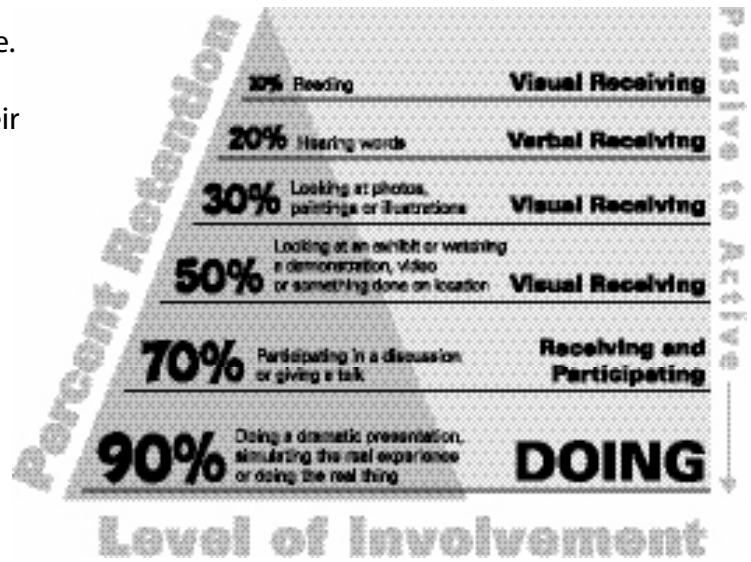 e.
eir
Percent Retention
Passive to Active
Reading Visual Receiving
20% Hearing words Verbal Receiving
30% Looking at photos,
paintings or illustrations Visual Receiving
Looking at an exhibit or watching
50% a demonstration, video
or something done on location Visual Receiving
70% Participating in a discussion
or giving a talk
Receiving and
Participating
90% Doing a dramatic presentation,
simulating the real experience
or doing the real thing
DOING
Level of Involvement